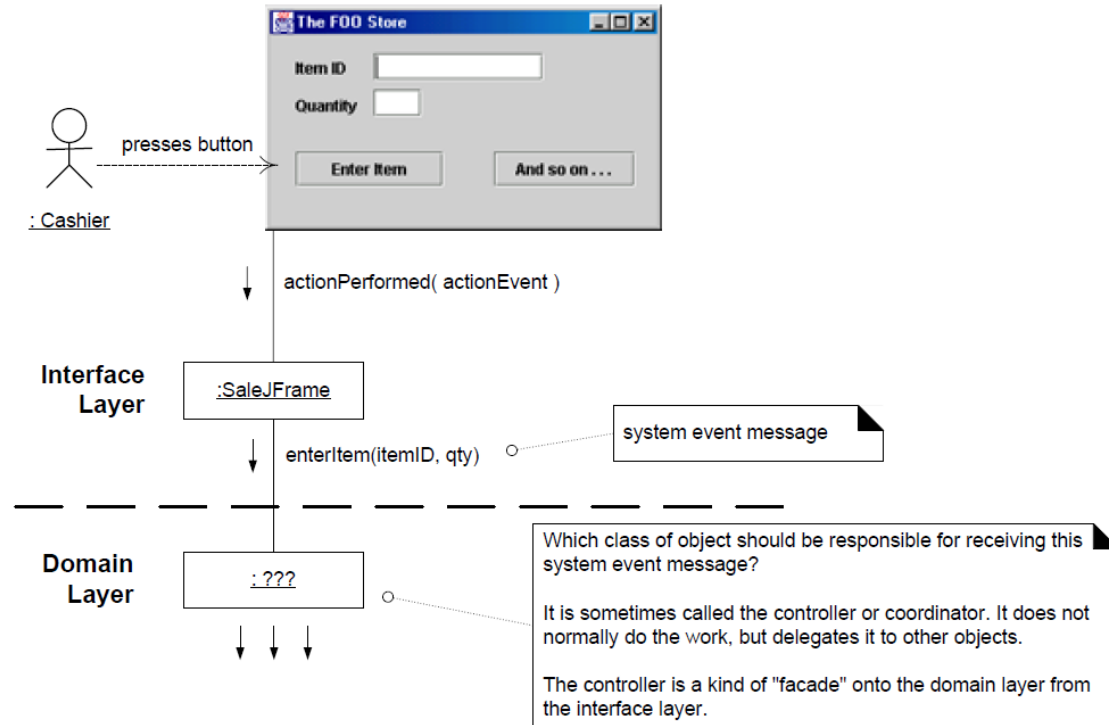 The FOO Store
Item ID
Quantity
presses button
Enter Item
And so on . . .
: Cashier
actionPerformed( actionEvent )
Interface
Layer
:SaleJFrame
system event message
enterItem(itemID, qty)
Domain
Layer
: ???
Which class of object should be responsible for receiving this
system event message?
It is sometimes called the controller or coordinator. It does not
normally do the work, but delegates it to other objects.
The controller is a kind of "facade" onto the domain layer from
the interface layer.